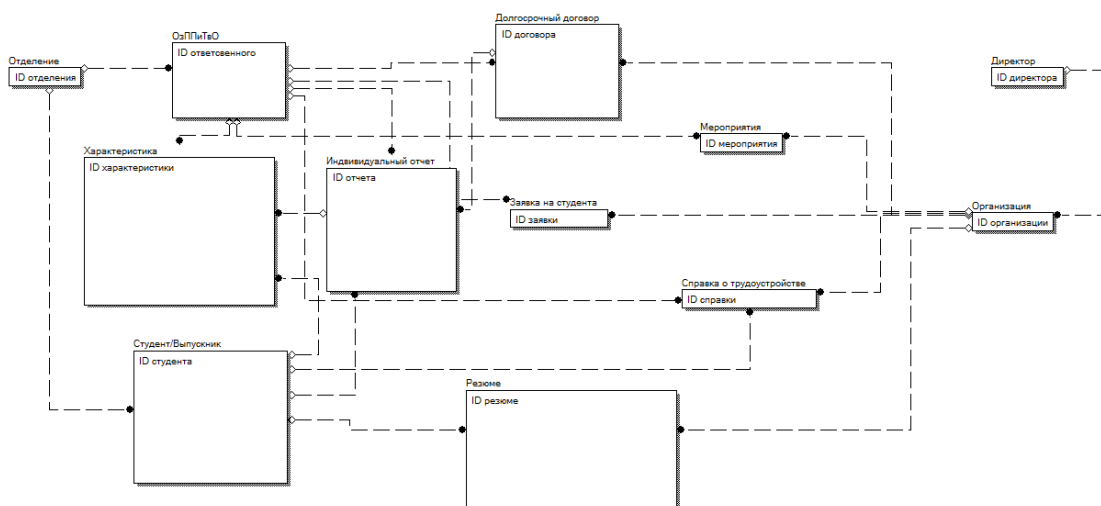 Долгосрочный договор
ID договора
ОзППиТвО
ID ответсвенного
Отделение
ID отделения
Директор
ID директора
Мероприятия
ID мероприятия
Характеристика
ID характеристики
Индвивидуальный отчет
ID отчета
Заявка на студента
ID заявки
Организация
ID организации
Справка о трудоустройстве
ID справки
Студент/Выпускник
ID студента
Резюме
ID резюме